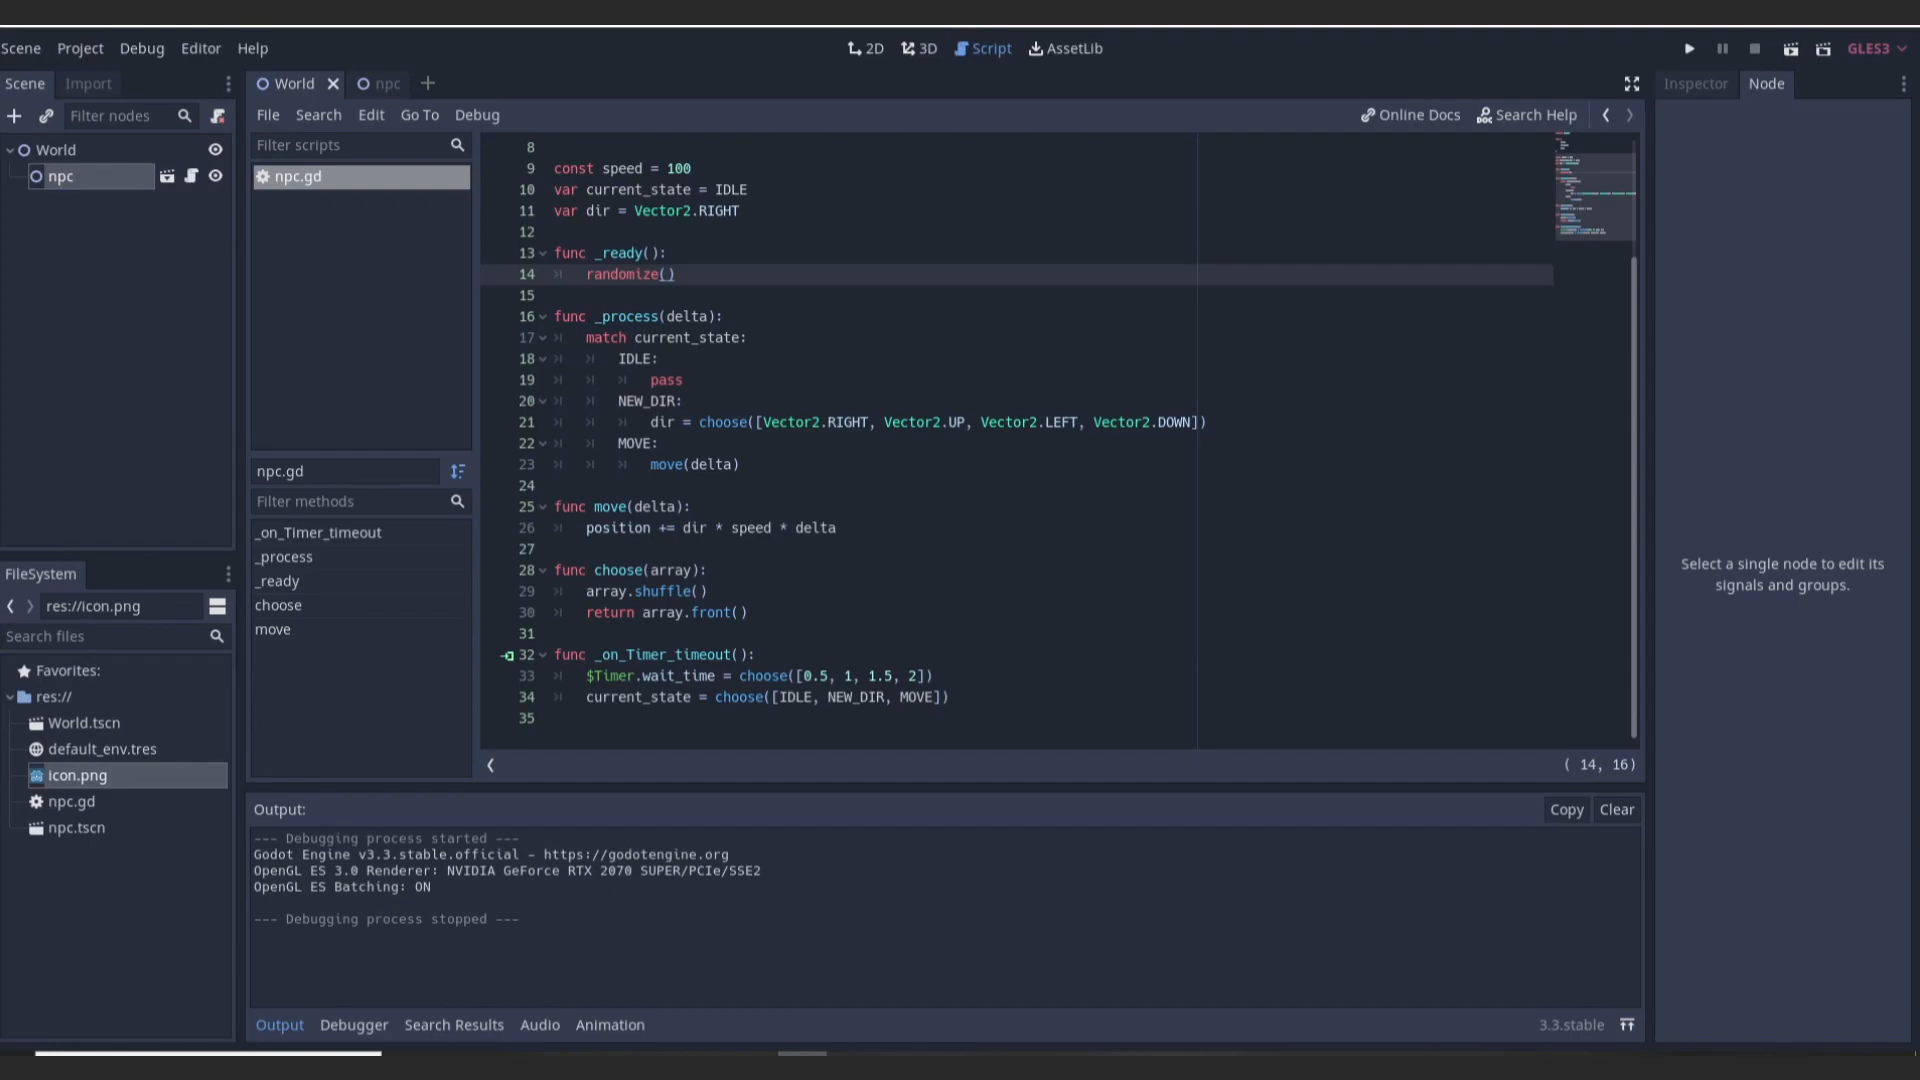 Scene Project Debug Editor Help
2D 3D Script AssetLib
GLES3
Scene Import
World npc
Inspector Node
Filter nodes
File Search Edit Go To Debug
Online Docs Search Help
World
npc
Filter scripts
npc.gd
npc.gd
Filter methods
_on_Timer_timeout
_process
_ready
choose
move
8
9 const speed = 100
10 var current_state = IDLE
11 var dir = Vector2.RIGHT
12
13 func _ready():
14 randomize()
15
16 func _process(delta):
17 match current_state:
18 IDLE:
19 pass
20 NEW_DIR:
21 dir = choose([Vector2.RIGHT, Vector2.UP, Vector2.LEFT, Vector2.DOWN])
22 MOVE:
23 move(delta)
24
25 func move(delta):
26 position += dir * speed * delta
27
28 func choose(array):
29 array.shuffle()
30 return array.front()
31
32 func _on_Timer_timeout():
33 $Timer.wait_time = choose([0.5, 1, 1.5, 2])
34 current_state = choose([IDLE, NEW_DIR, MOVE])
35
( 14, 16)
Select a single node to edit its
signals and groups.
FileSystem
res://icon.png
Search files
Favorites:
res://
World.tscn
default_env.tres
icon.png
npc.gd
npc.tscn
Output:
Copy Clear
--- Debugging process started ---
Godot Engine v3.3.stable.official - https://godotengine.org
OpenGL ES 3.0 Renderer: NVIDIA GeForce RTX 2070 SUPER/PCIe/SSE2
OpenGL ES Batching: ON
--- Debugging process stopped ---
Output Debugger Search Results Audio Animation
3.3.stable